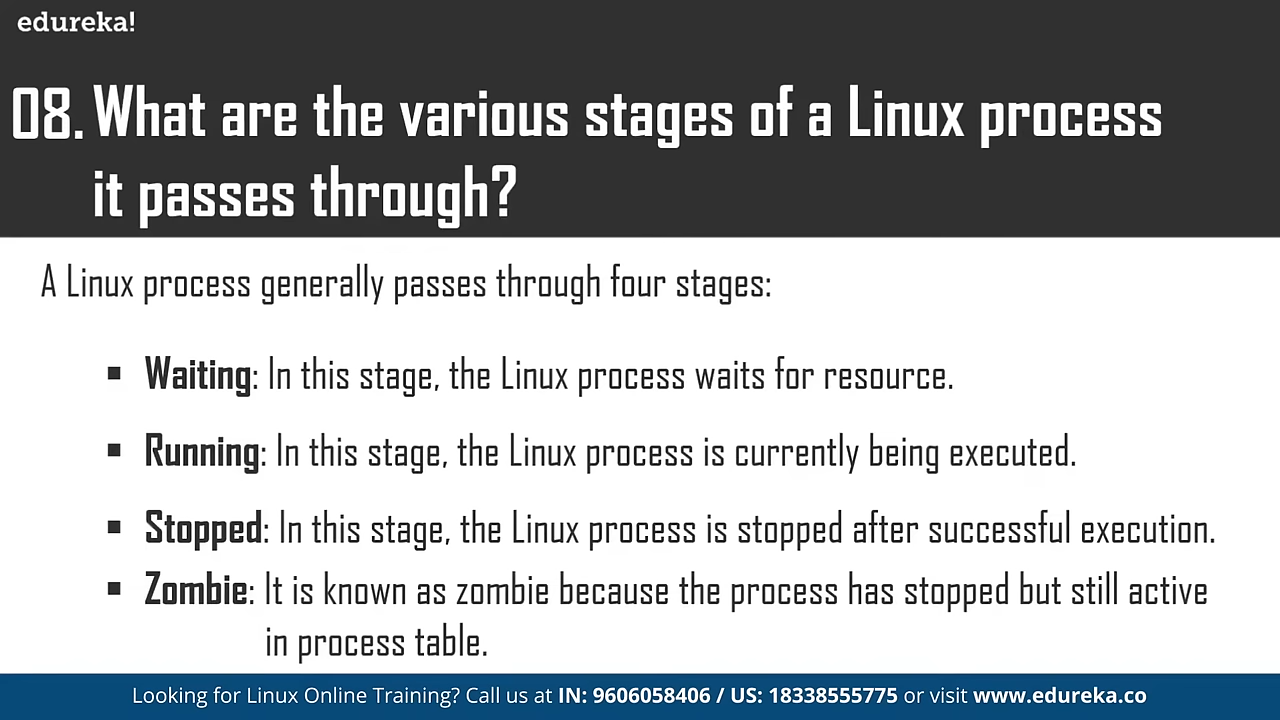 edureka!
08. What are the various stages of a Linux process
it passes through?
A Linux process generally passes through four stages:
▪ Waiting: In this stage, the Linux process waits for resource.
▪ Running: In this stage, the Linux process is currently being executed.
▪ Stopped: In this stage, the Linux process is stopped after successful execution.
▪ Zombie: It is known as zombie because the process has stopped but still active
in process table.
Looking for Linux Online Training? Call us at IN: 9606058406 / US: 18338555775 or visit www.edureka.co